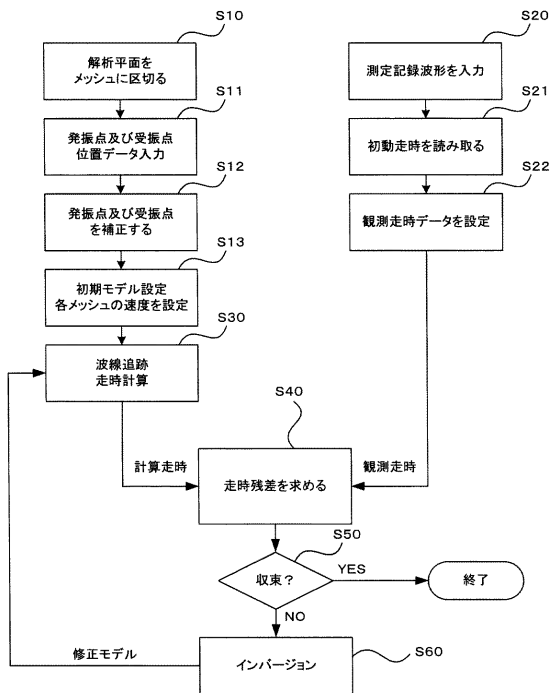 S10
解析平面を
メッシュに区切る
S11
発振点及び受振点
位置データ入力
S12
発振点及び受振点
を補正する
S13
初期モデル設定
各メッシュの速度を設定
S30
波線追跡
走時計算
S20
測定記録波形を入力
S21
初動走時を読み取る
S22
観測走時データを設定
計算走時
S40
走時残差を求める
観測走時
S50
収束？
YES
終了
NO
修正モデル
インバージョン
S60